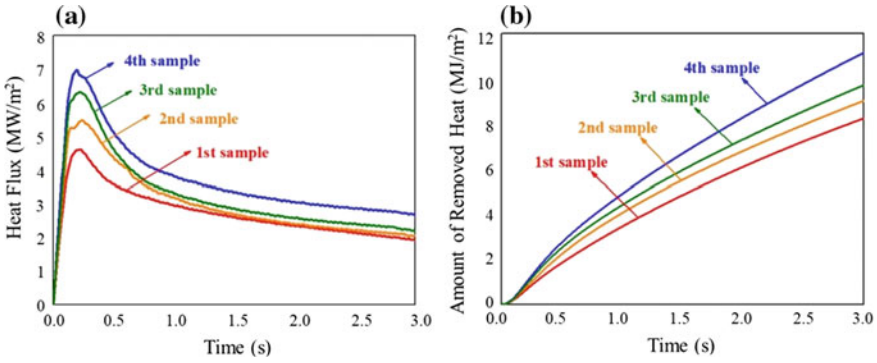 (a)
Heat Flux (MW/m²)
8
7
6
5
4
3
2
1
0
4th sample
3rd sample
2nd sample
1st sample
0.0 0.5 1.0 1.5 2.0 2.5 3.0
Time (s)
(b)
Amount of Removed Heat (MJ/m²)
12
10
8
6
4
2
0
4th sample
3rd sample
2nd sample
1st sample
0.0 0.5 1.0 1.5 2.0 2.5 3.0
Time (s)